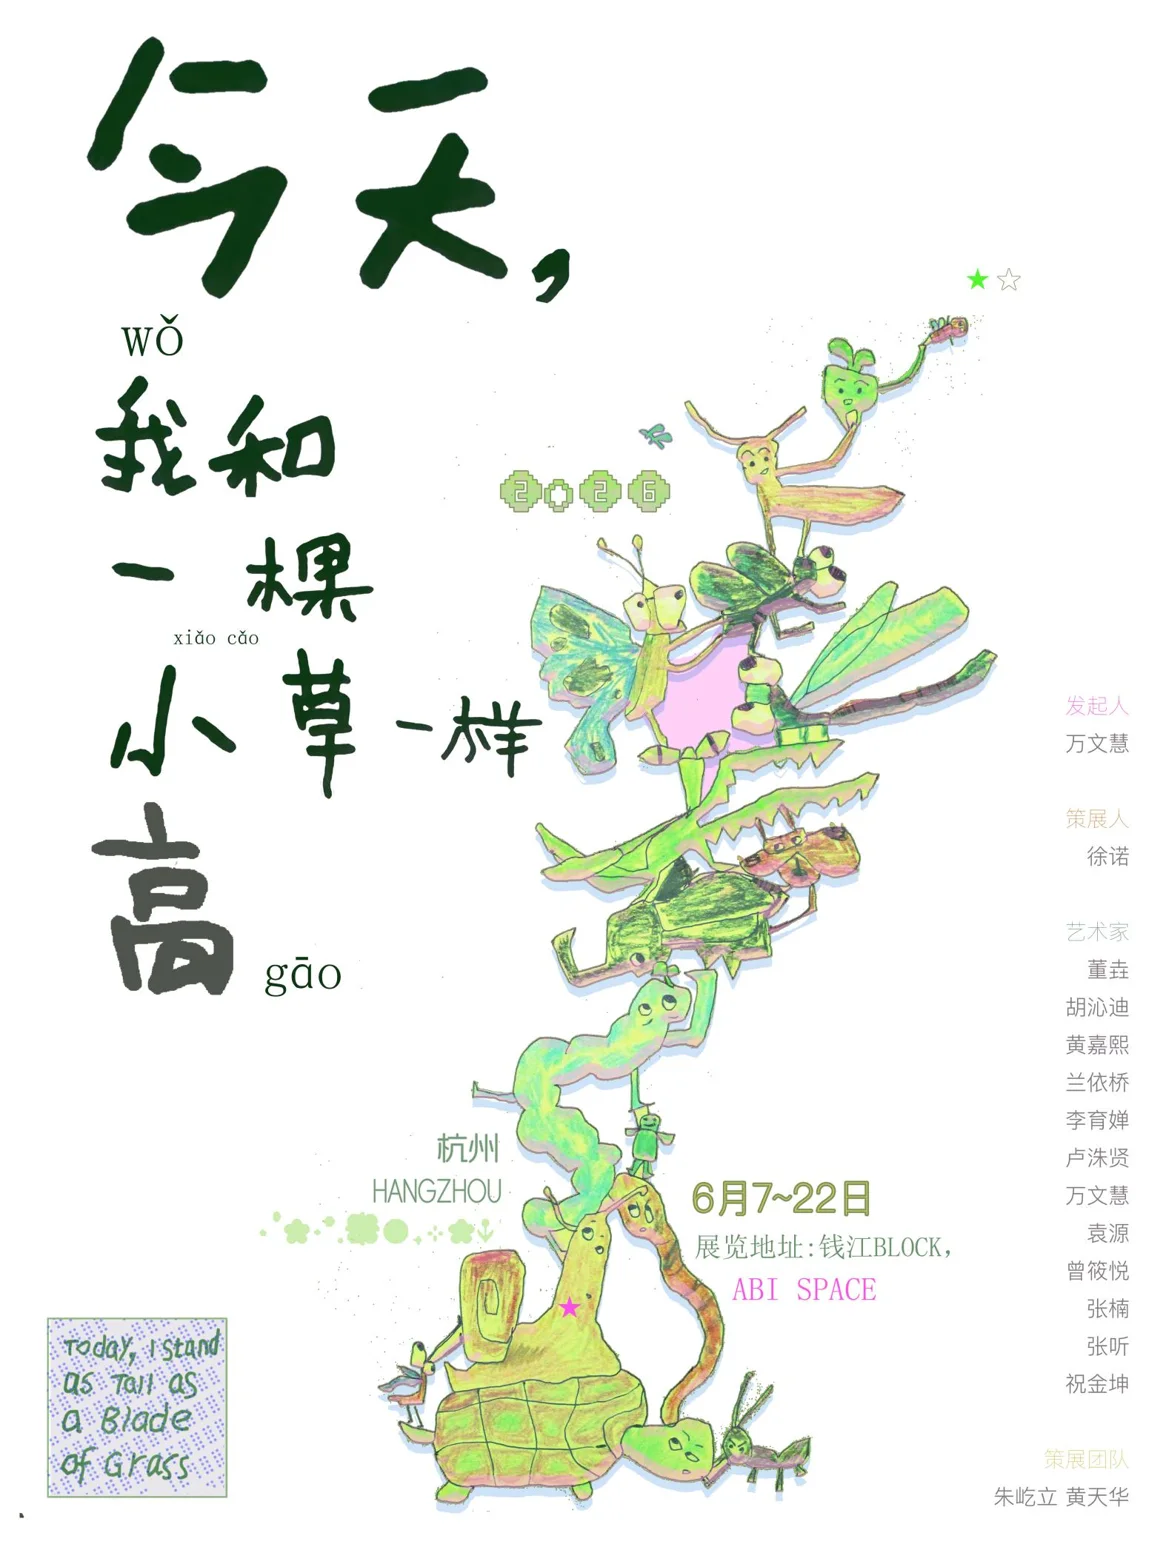 今天,
wǒ
我和
一棵
xiǎo cǎo
小草一样
高
gāo
2026
杭州
HANGZHOU
6月7~22日
展览地址:钱江BLOCK,
ABI SPACE
Today, I stand
as Tall as
a Blade
of Grass
发起人
万文慧
策展人
徐诺
艺术家
董垚
胡沁迪
黄嘉熙
兰依桥
李育婵
卢洙贤
万文慧
袁源
曾筱悦
张楠
张听
祝金坤
策展团队
朱屹立 黄天华